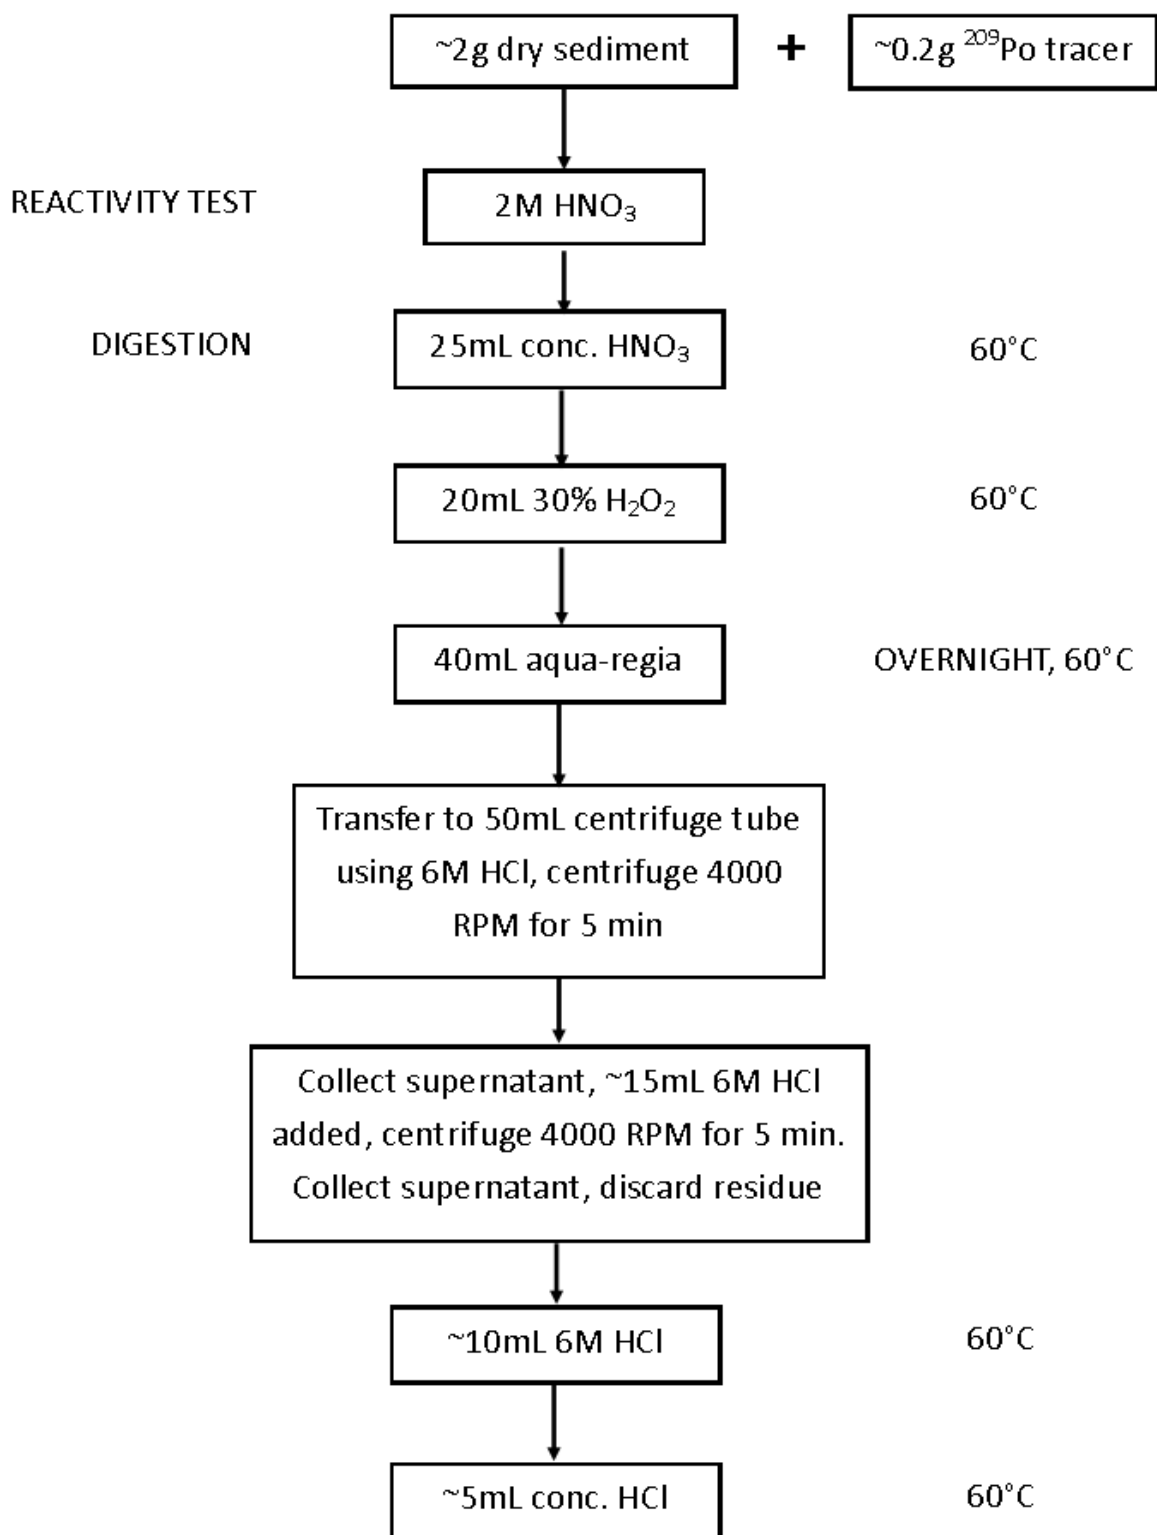 ~2g dry sediment + ~0.2g ²⁰⁹Po tracer
REACTIVITY TEST 2M HNO₃
DIGESTION 25mL conc. HNO₃ 60°C
20mL 30% H₂O₂ 60°C
40mL aqua-regia OVERNIGHT, 60°C
Transfer to 50mL centrifuge tube
using 6M HCl, centrifuge 4000
RPM for 5 min
Collect supernatant, ~15mL 6M HCl
added, centrifuge 4000 RPM for 5 min.
Collect supernatant, discard residue
~10mL 6M HCl 60°C
~5mL conc. HCl 60°C